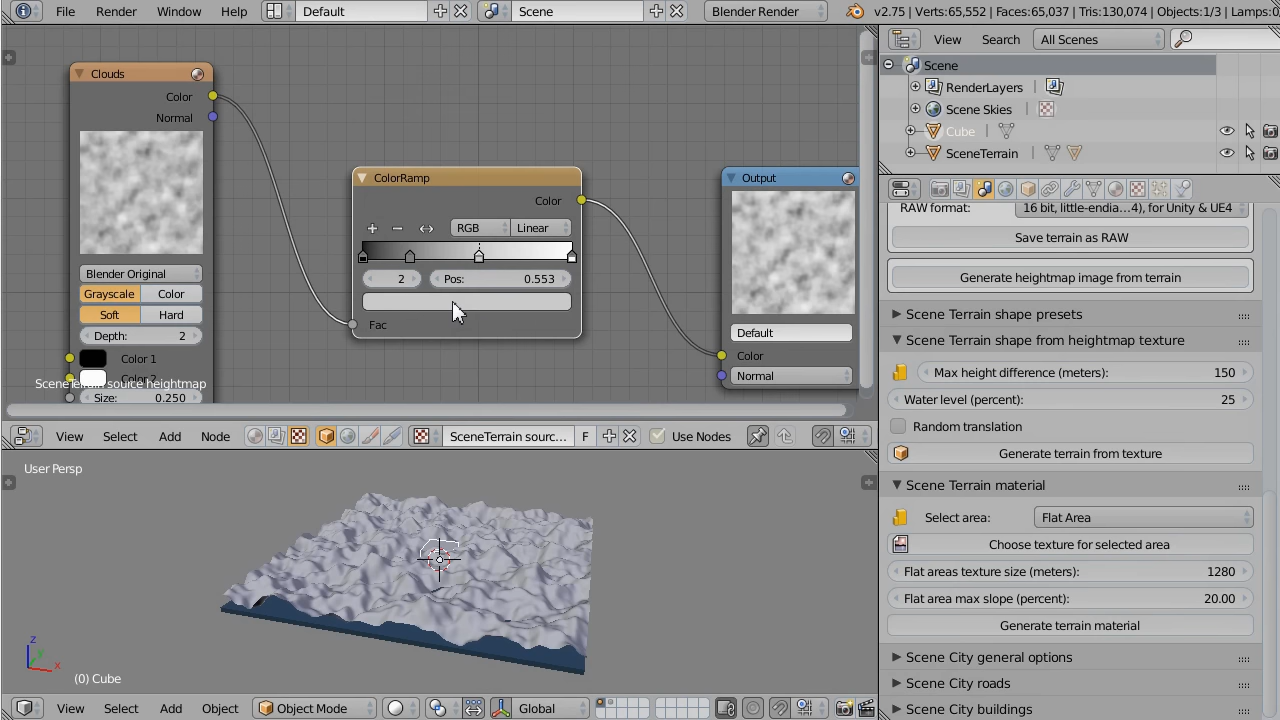 File Render Window Help Default Scene Blender Render v2.75 | Verts:65,552 | Faces:65,037 | Tris:130,074 | Objects:1/3 | Lamps:0
Clouds
Color
Normal
Blender Original
Grayscale Color
Soft Hard
Depth: 2
Color 1
Color 2
SceneTerrain source heightmap
Size: 0.250
ColorRamp
Color
RGB Linear
2 Pos: 0.553
Fac
Output
Default
Color
Normal
View Select Add Node SceneTerrain sourc... F Use Nodes
User Persp
z
y
x
(0) Cube
View Select Add Object Object Mode Global
View Search All Scenes
Scene
RenderLayers |
Scene Skies |
Cube |
SceneTerrain |
RAW format: 16 bit, little-endia...4), for Unity & UE4
Save terrain as RAW
Generate heightmap image from terrain
Scene Terrain shape presets
Scene Terrain shape from heightmap texture
Max height difference (meters): 150
Water level (percent): 25
Random translation
Generate terrain from texture
Scene Terrain material
Select area: Flat Area
Choose texture for selected area
Flat areas texture size (meters): 1280
Flat area max slope (percent): 20.00
Generate terrain material
Scene City general options
Scene City roads
Scene City buildings